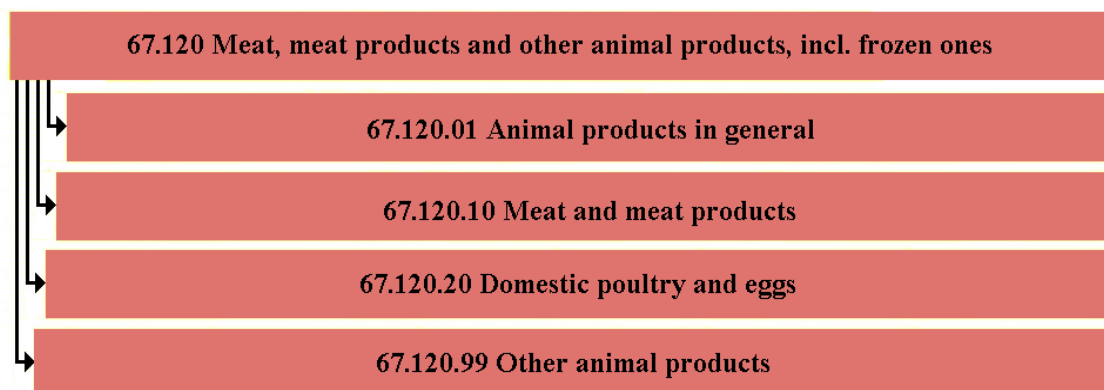 67.120 Meat, meat products and other animal products, incl. frozen ones
67.120.01 Animal products in general
67.120.10 Meat and meat products
67.120.20 Domestic poultry and eggs
67.120.99 Other animal products